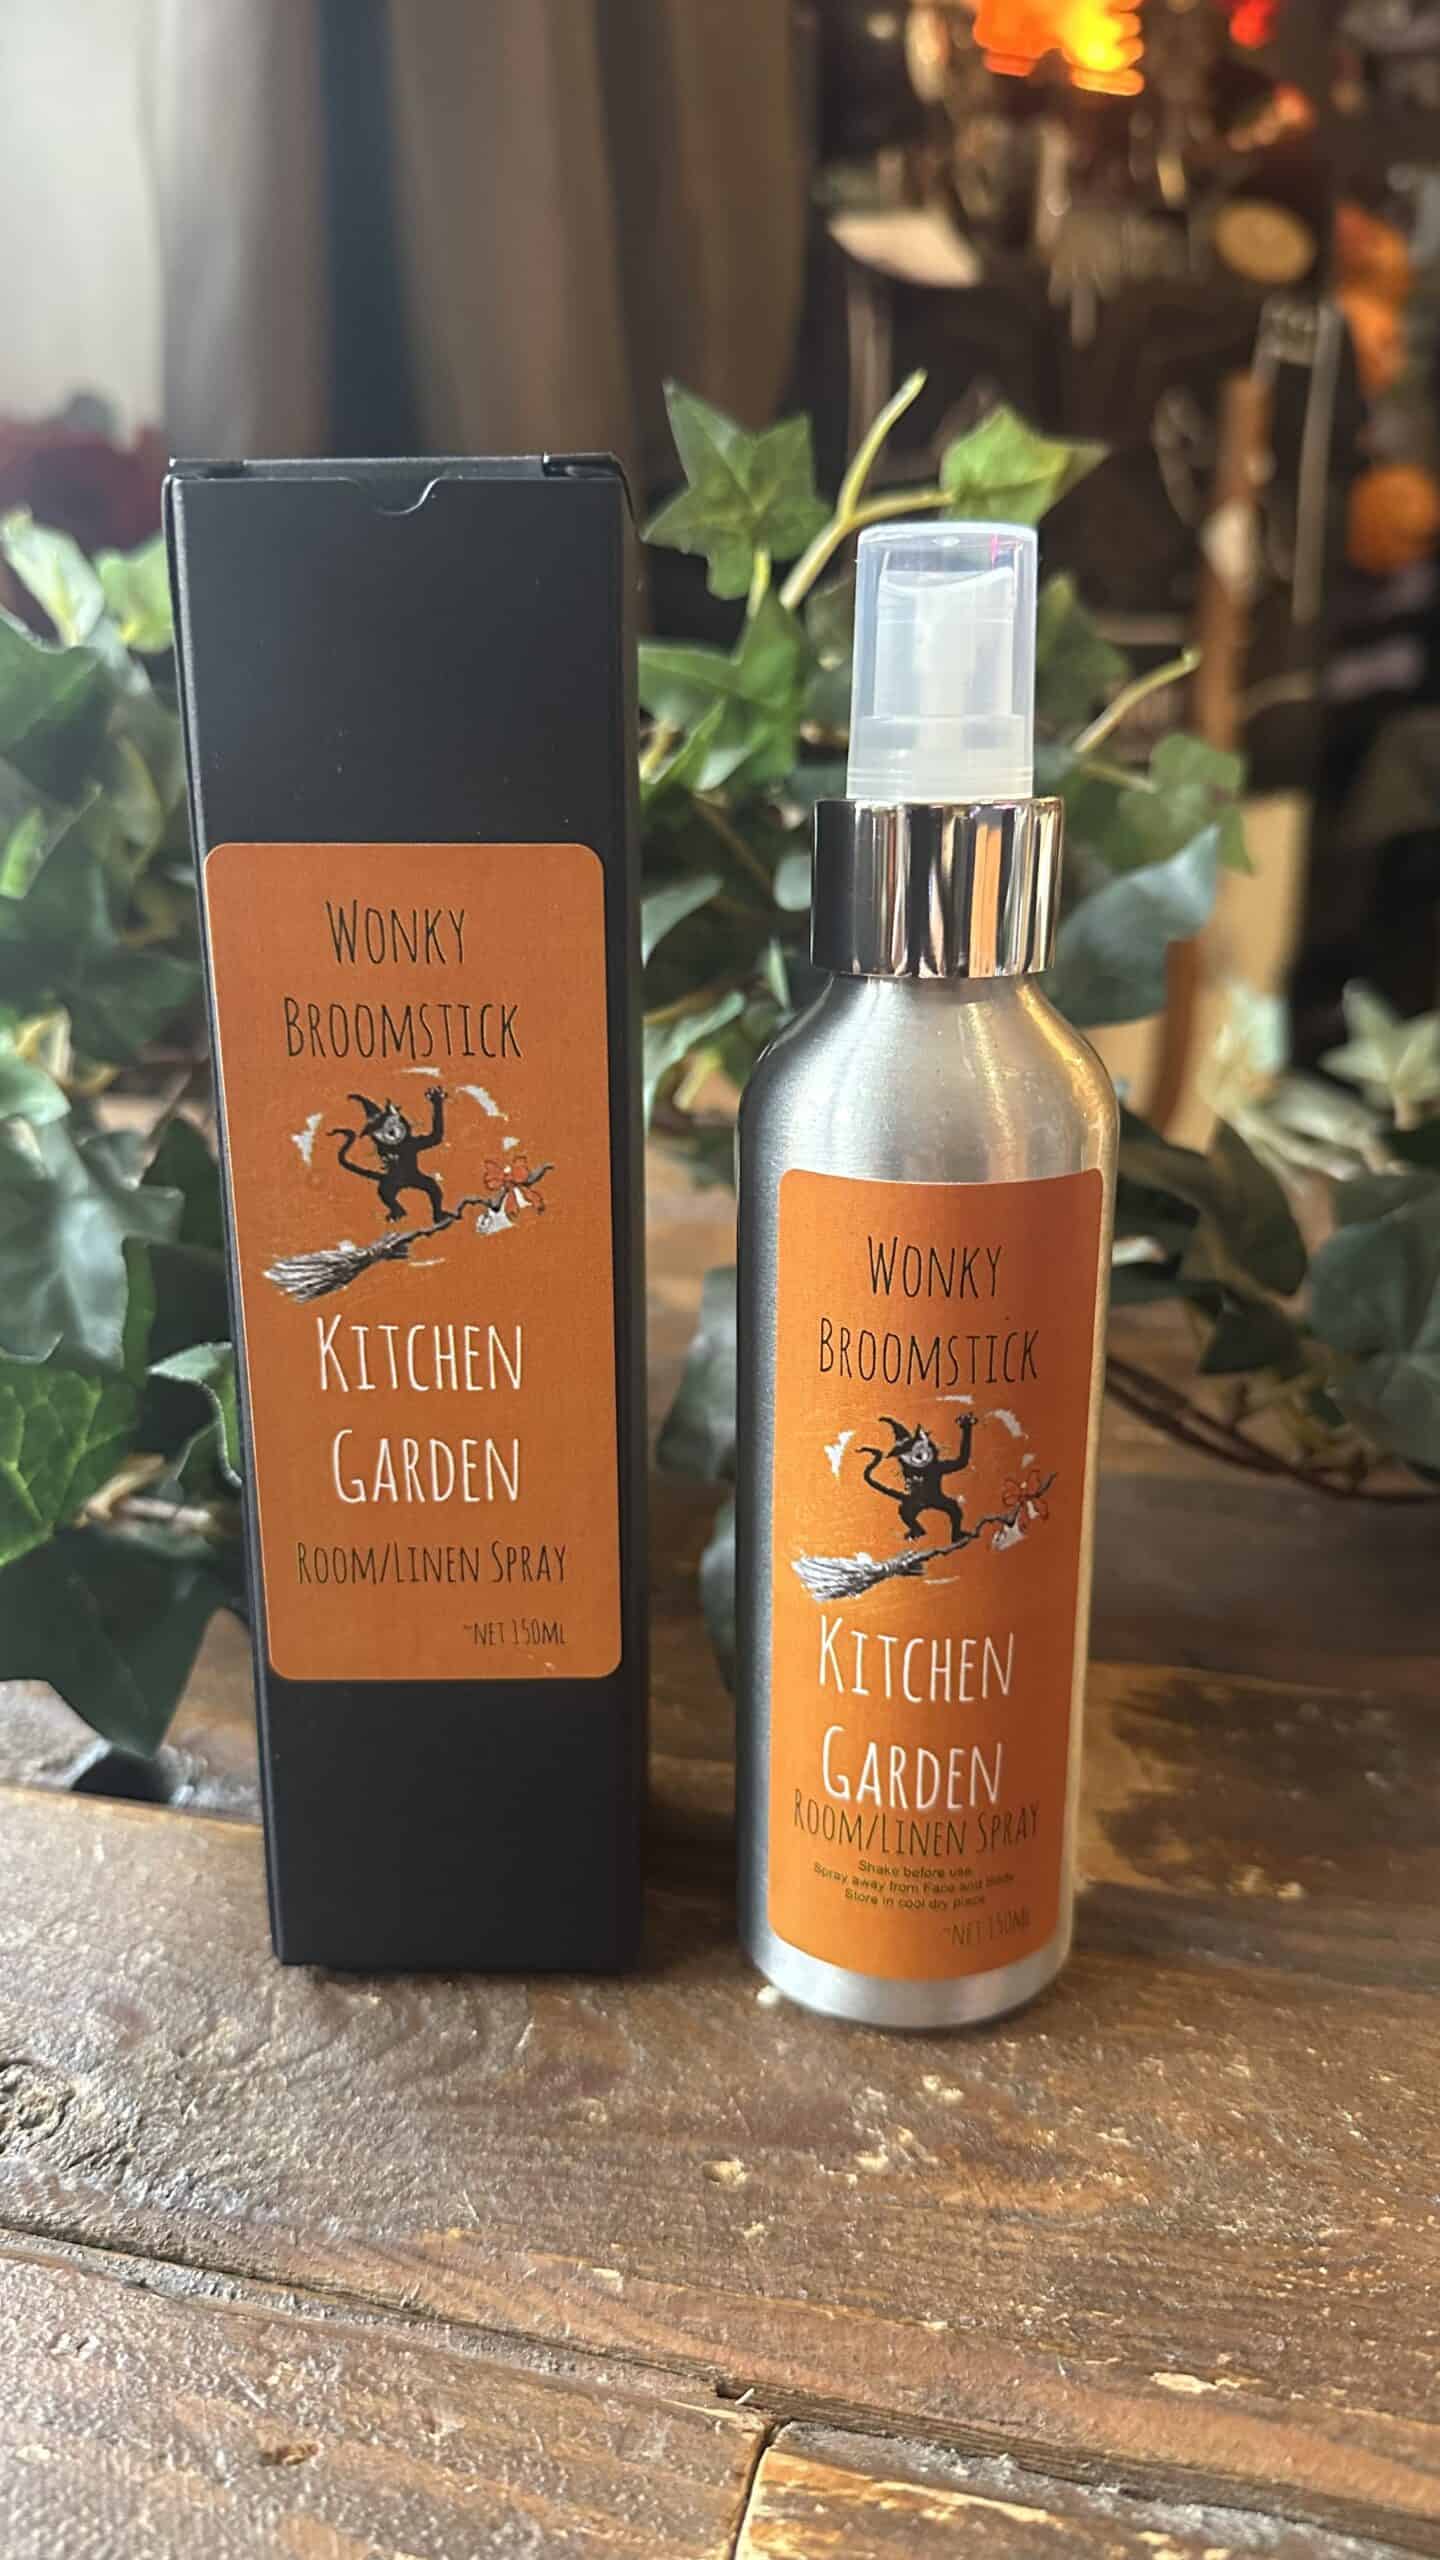 WONKY
BROOMSTICK
KITCHEN
GARDEN
ROOM/LINEN SPRAY
~NET 150ML
WONKY
BROOMSTICK
KITCHEN
GARDEN
ROOM/LINEN SPRAY
Shake before use
Spray away from Face and Body
Store in cool dry place
~NET 150ML